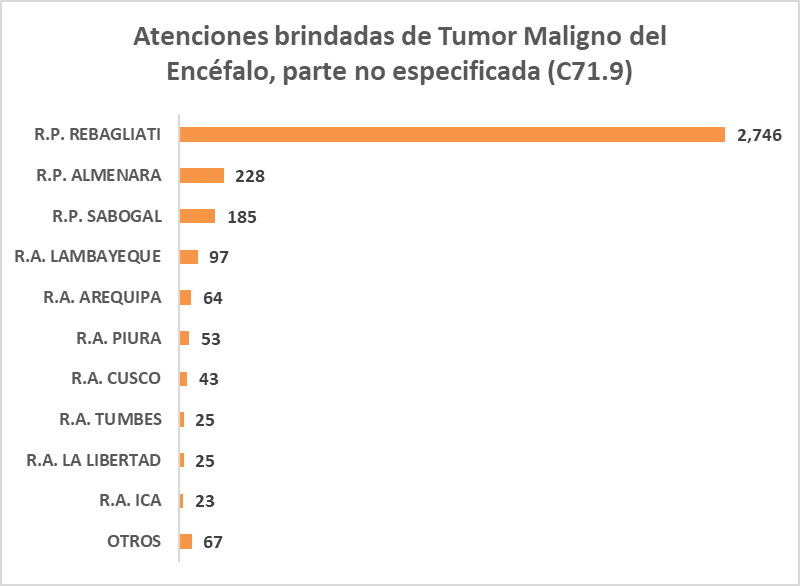 Atenciones brindadas de Tumor Maligno del
Encéfalo, parte no especificada (C71.9)
R.P. REBAGLIATI 2,746
R.P. ALMENARA 228
R.P. SABOGAL 185
R.A. LAMBAYEQUE 97
R.A. AREQUIPA 64
R.A. PIURA 53
R.A. CUSCO 43
R.A. TUMBES 25
R.A. LA LIBERTAD 25
R.A. ICA 23
OTROS 67